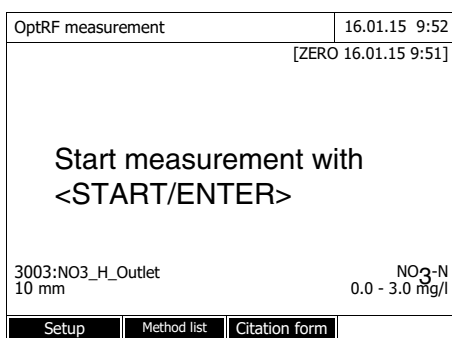 OptRF measurement 16.01.15 9:52
[ZERO 16.01.15 9:51]
Start measurement with
<START/ENTER>
3003:NO3_H_Outlet NO3-N
10 mm 0.0 - 3.0 mg/l
Setup Method list Citation form